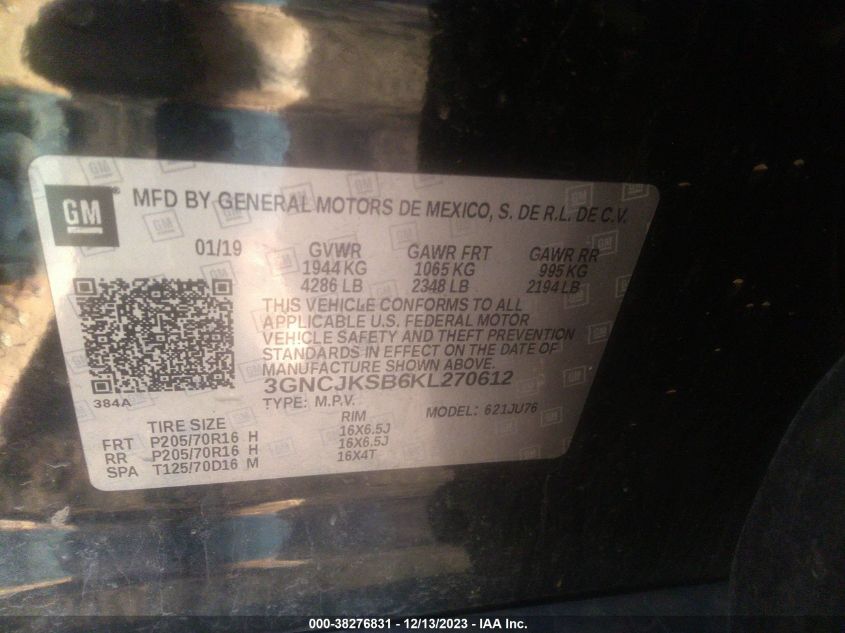 GM
MFD BY GENERAL MOTORS DE MEXICO, S. DE R.L. DE C.V.
01/19 GVWR GAWR FRT GAWR RR
1944 KG 1065 KG 995 KG
4286 LB 2348 LB 2194 LB
THIS VEHICLE CONFORMS TO ALL
APPLICABLE U.S. FEDERAL MOTOR
VEHICLE SAFETY AND THEFT PREVENTION
STANDARDS IN EFFECT ON THE DATE OF
MANUFACTURE SHOWN ABOVE.
3GNCJKSB6KL270612
384A
TYPE: M.P.V. MODEL: 621JU76
TIRE SIZE RIM
FRT P205/70R16 H 16X6.5J
RR P205/70R16 H 16X6.5J
SPA T125/70D16 M 16X4T
000-38276831 - 12/13/2023 - IAA Inc.